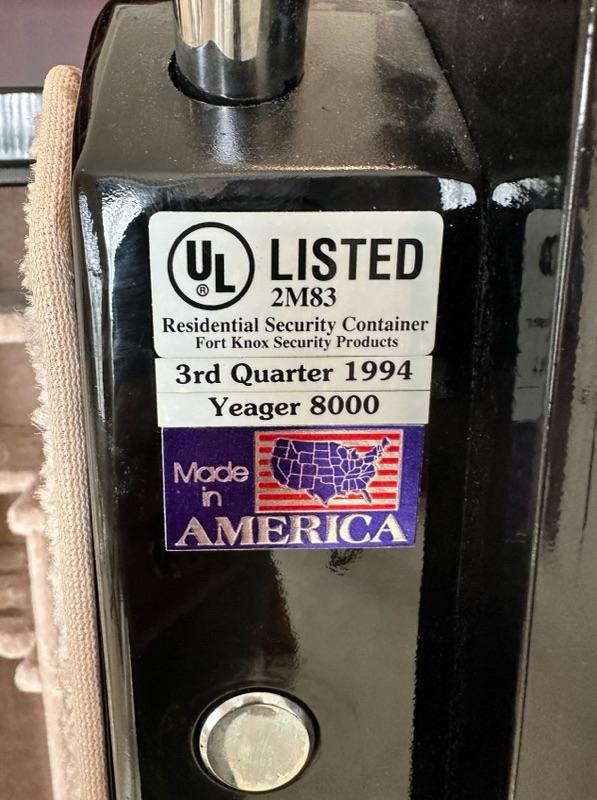 UL LISTED
®
2M83
Residential Security Container
Fort Knox Security Products
3rd Quarter 1994
Yeager 8000
Made
in
AMERICA